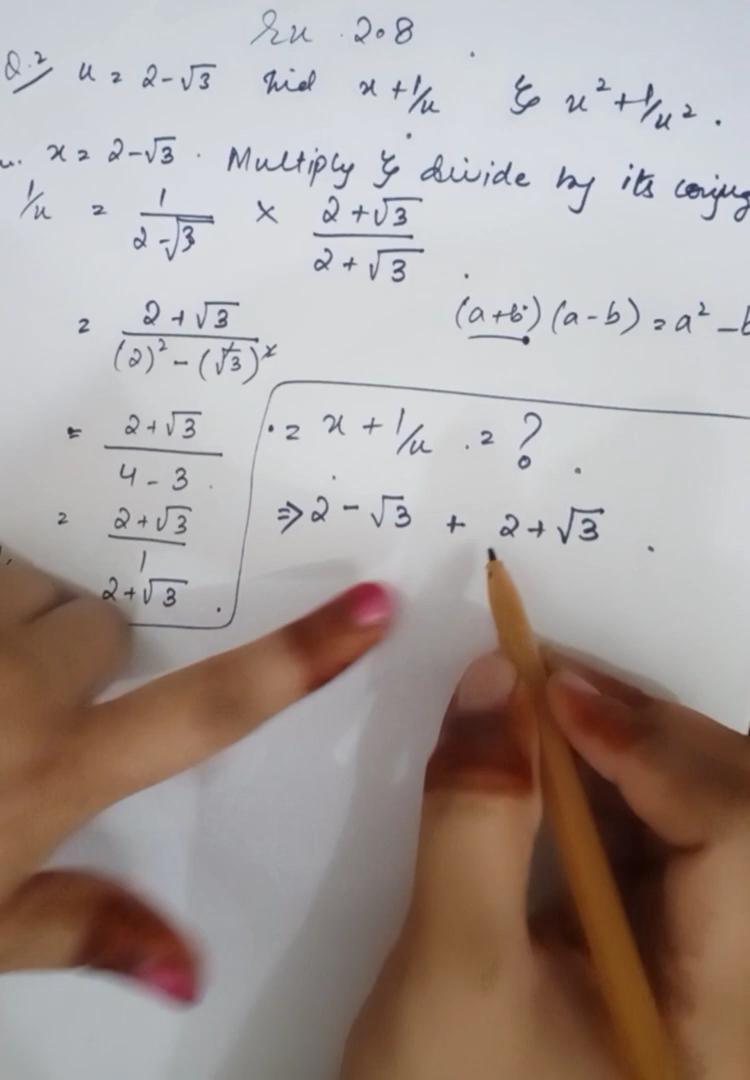 Ex 2.8
Q.2 x = 2-√3 find x + 1/x & x² + 1/x² .
x = 2-√3 . Multiply & divide by its conjug
1/x = 1/(2-√3) × (2+√3)/(2+√3)
= (2+√3)/((2)² - (√3)²) (a+b)(a-b) = a² - b
= (2+√3)/(4-3) . = x + 1/x . = ? .
= (2+√3)/1 ⇒ 2-√3 + 2+√3 .
2+√3 .